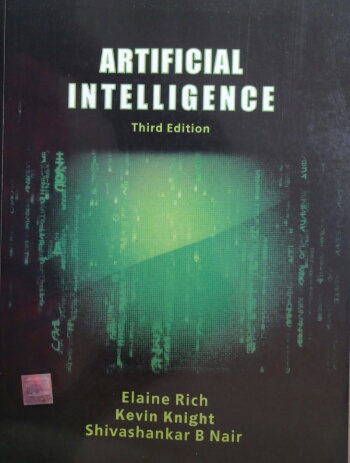 ARTIFICIAL
INTELLIGENCE
Third Edition
Elaine Rich
Kevin Knight
Shivashankar B Nair